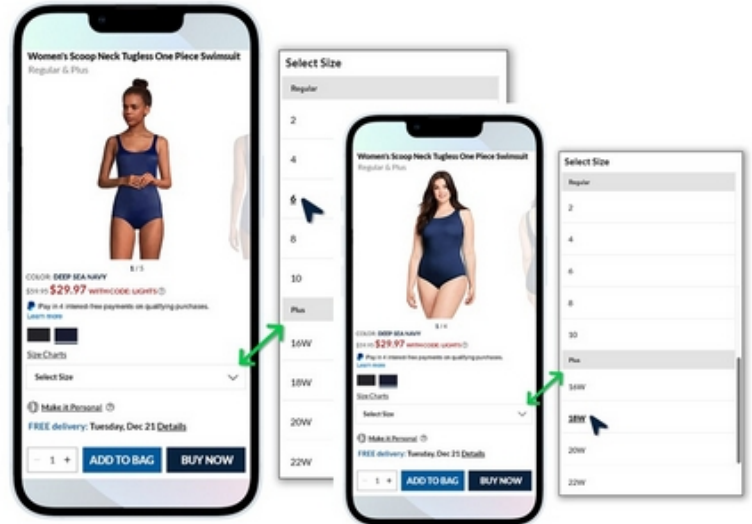 Women's Scoop Neck Tugless One Piece Swimsuit
Regular & Plus
1 / 5
COLOR: DEEP SEA NAVY
$59.95 $29.97 WITH CODE: LIGHTS
Pay in 4 interest-free payments on qualifying purchases.
Learn more
Size Charts
Select Size
Make it Personal
FREE delivery: Tuesday, Dec 21 Details
- 1 +
ADD TO BAG
BUY NOW
Select Size
Regular
2
4
6
8
10
Plus
16W
18W
20W
22W
Women's Scoop Neck Tugless One Piece Swimsuit
Regular & Plus
COLOR: DEEP SEA NAVY
$59.95 $29.97 WITH CODE: LIGHTS
Pay in 4 interest-free payments on qualifying purchases.
Learn more
Size Charts
Select Size
Make it Personal
FREE delivery: Tuesday, Dec 21 Details
- 1 +
ADD TO BAG
BUY NOW
Select Size
Regular
2
4
6
8
10
Plus
16W
18W
20W
22W